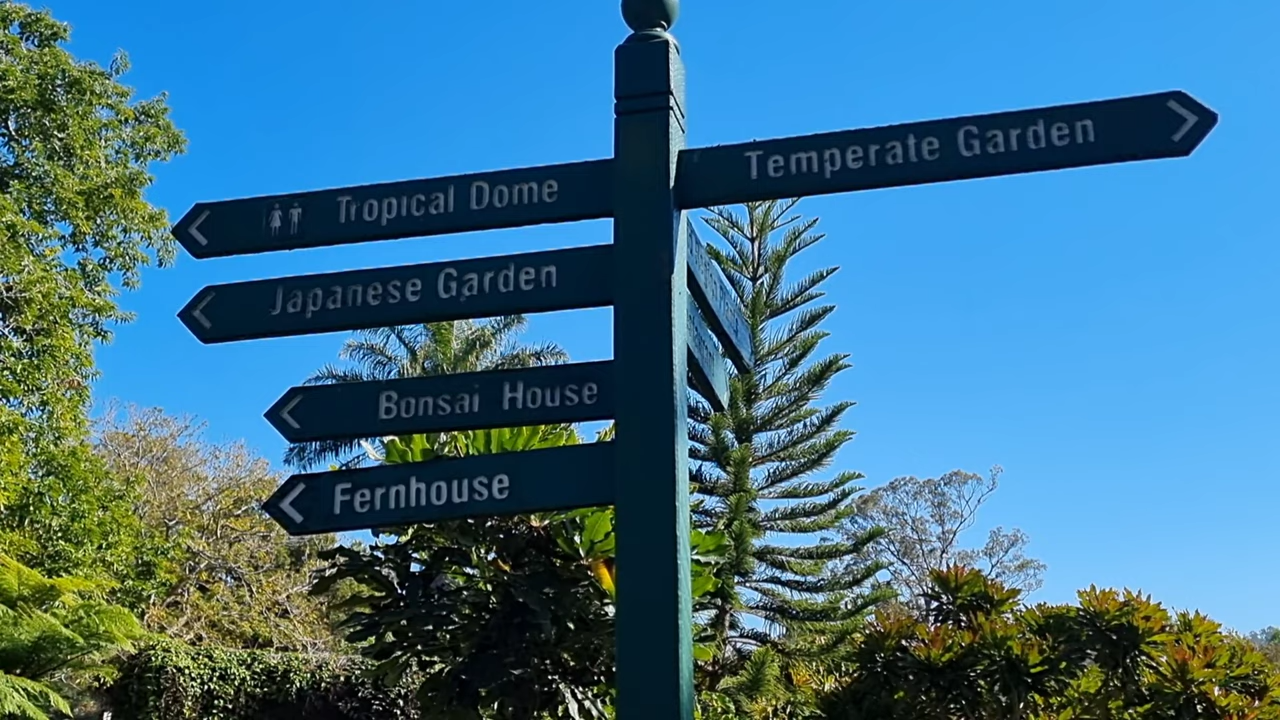 Temperate Garden
Tropical Dome
Japanese Garden
Bonsai House
Fernhouse